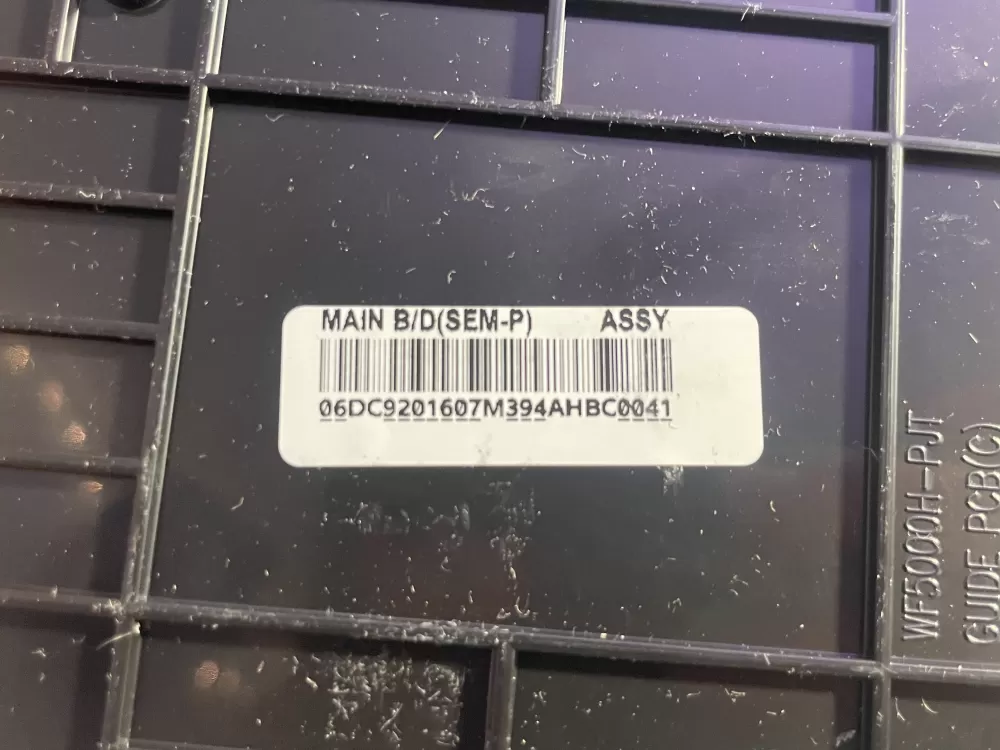 MAIN B/D(SEM-P) ASSY
06DC9201607M394AHBC0041
WF5000H-PJT
GUIDE PCB(C)